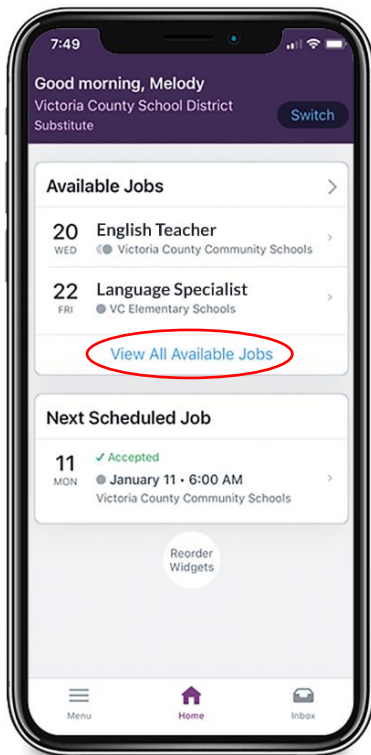 7:49
Good morning, Melody
Victoria County School District
Substitute
Switch
Available Jobs
20 English Teacher
WED Victoria County Community Schools
22 Language Specialist
FRI VC Elementary Schools
View All Available Jobs
Next Scheduled Job
✓ Accepted
11 January 11 • 6:00 AM
MON Victoria County Community Schools
Reorder
Widgets
Menu Home Inbox